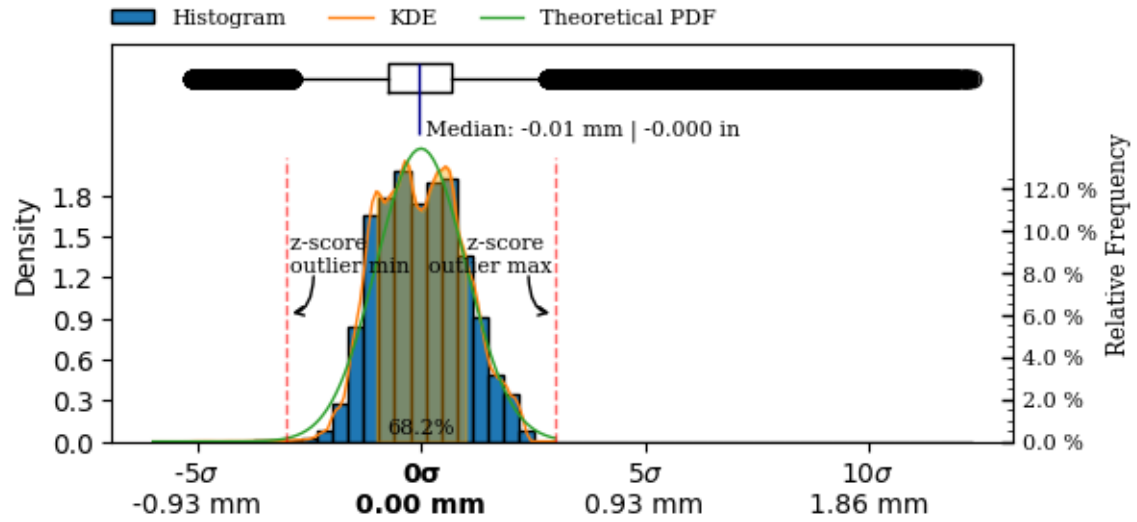 Histogram KDE Theoretical PDF
Median: -0.01 mm | -0.000 in
Density
1.8
1.5
1.2
0.9
0.6
0.3
0.0
z-score
outlier min
z-score
outlier max
68.2%
12.0 %
10.0 %
8.0 %
6.0 %
4.0 %
2.0 %
0.0 %
Relative Frequency
-5σ 0σ 5σ 10σ
-0.93 mm 0.00 mm 0.93 mm 1.86 mm